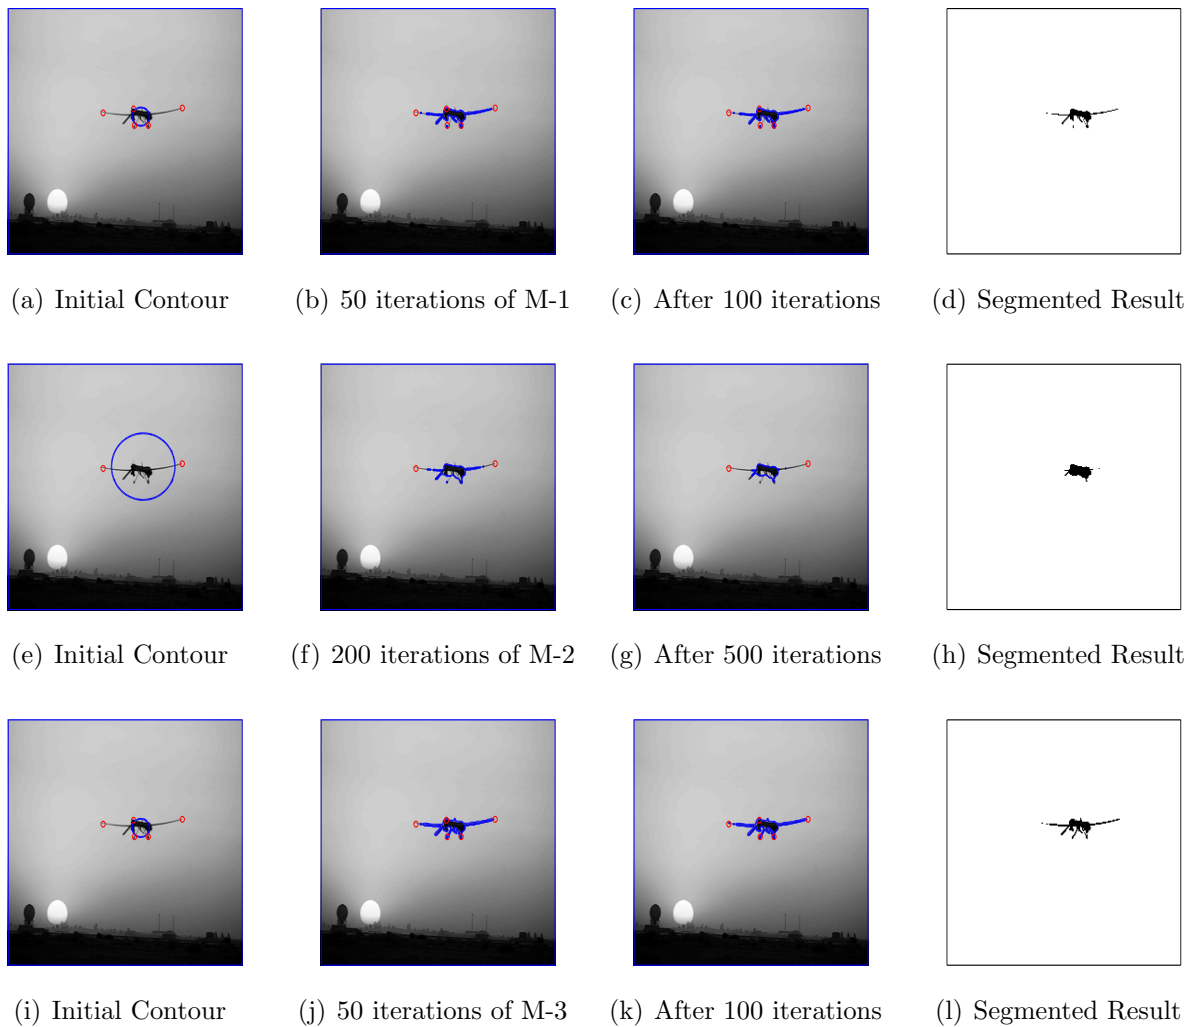 (a) Initial Contour
(b) 50 iterations of M-1
(c) After 100 iterations
(d) Segmented Result
(e) Initial Contour
(f) 200 iterations of M-2
(g) After 500 iterations
(h) Segmented Result
(i) Initial Contour
(j) 50 iterations of M-3
(k) After 100 iterations
(l) Segmented Result